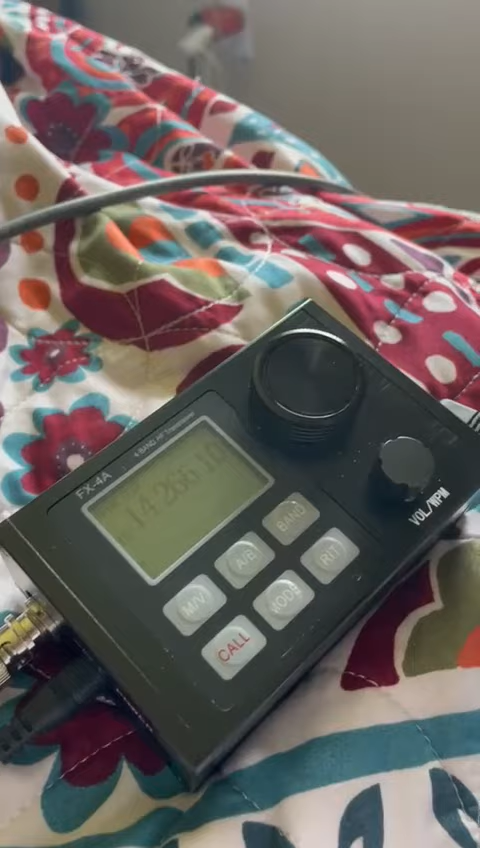 FX-4A 4 BAND HF Transceiver
14.266.10
M/V A/B BAND
CALL MODE RIT
VOL/WPM